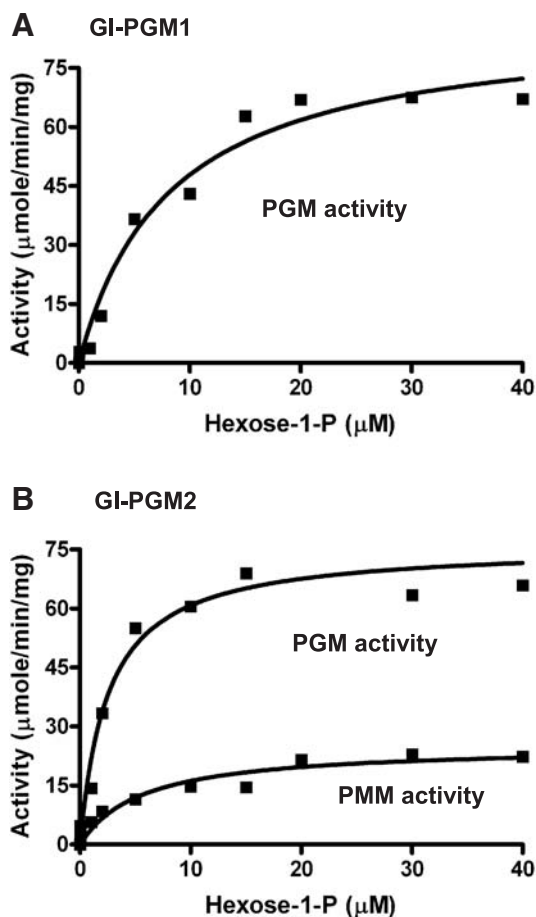 A GI-PGM1
75
60
45
30
15
0
Activity (μmole/min/mg)
PGM activity
0 10 20 30 40
Hexose-1-P (μM)
B GI-PGM2
75
60
45
30
15
0
Activity (μmole/min/mg)
PGM activity
PMM activity
0 10 20 30 40
Hexose-1-P (μM)